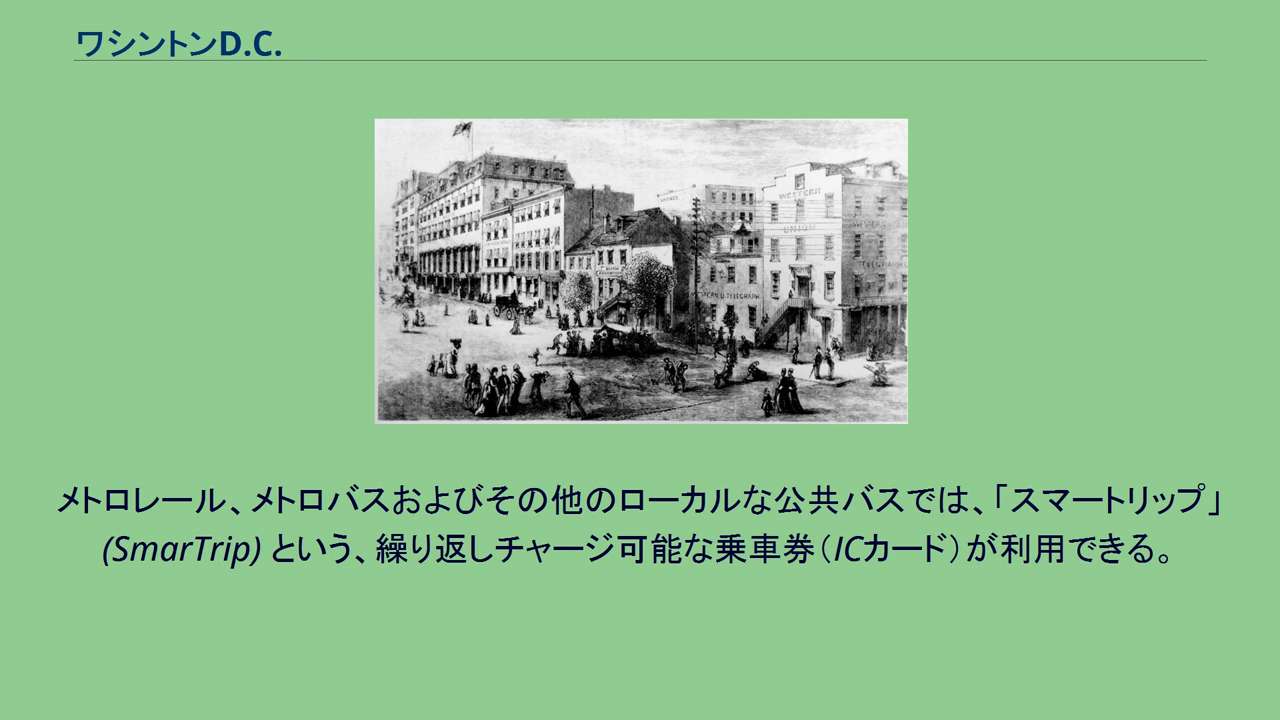 ワシントンD.C.
WESTERN
UNION
TELEGRAPH
メトロレール、メトロバスおよびその他のローカルな公共バスでは、「スマートリップ」
(SmarTrip) という、繰り返しチャージ可能な乗車券（ICカード）が利用できる。